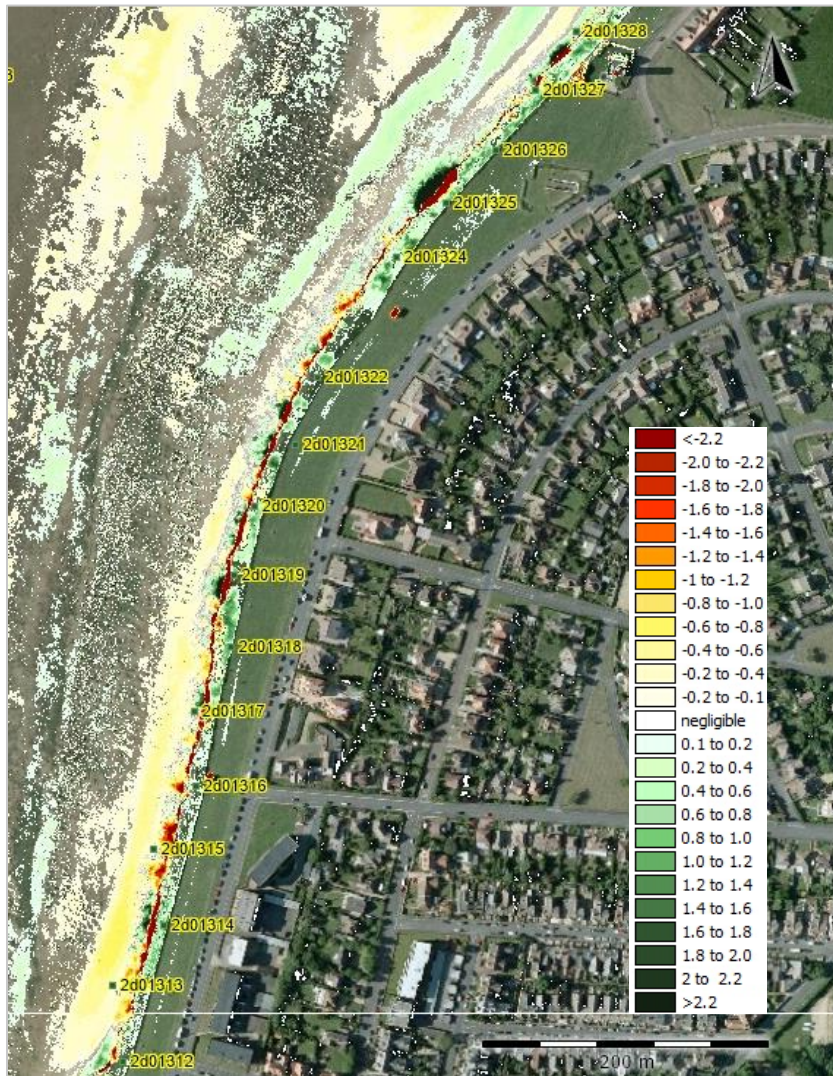 2d01328
3
2d01327
2d01326
2d01325
2d01324
2d01322
2d01321
2d01320
2d01319
2d01318
2d01317
2d01316
2d01315
2d01314
2d01313
2d01312
<-2.2
-2.0 to -2.2
-1.8 to -2.0
-1.6 to -1.8
-1.4 to -1.6
-1.2 to -1.4
-1 to -1.2
-0.8 to -1.0
-0.6 to -0.8
-0.4 to -0.6
-0.2 to -0.4
-0.2 to -0.1
negligible
0.1 to 0.2
0.2 to 0.4
0.4 to 0.6
0.6 to 0.8
0.8 to 1.0
1.0 to 1.2
1.2 to 1.4
1.4 to 1.6
1.6 to 1.8
1.8 to 2.0
2 to 2.2
>2.2
200 m